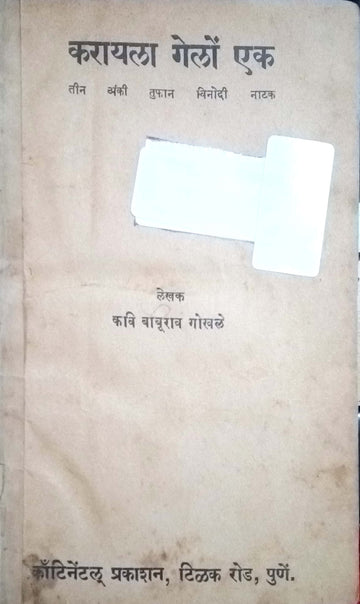 करायला गेलों एक
तीन अंकी तुफान विनोदी नाटक
लेखक
कवि बाबूराव गोखले
काँटिनेंटल् प्रकाशन, टिळक रोड, पुणें.